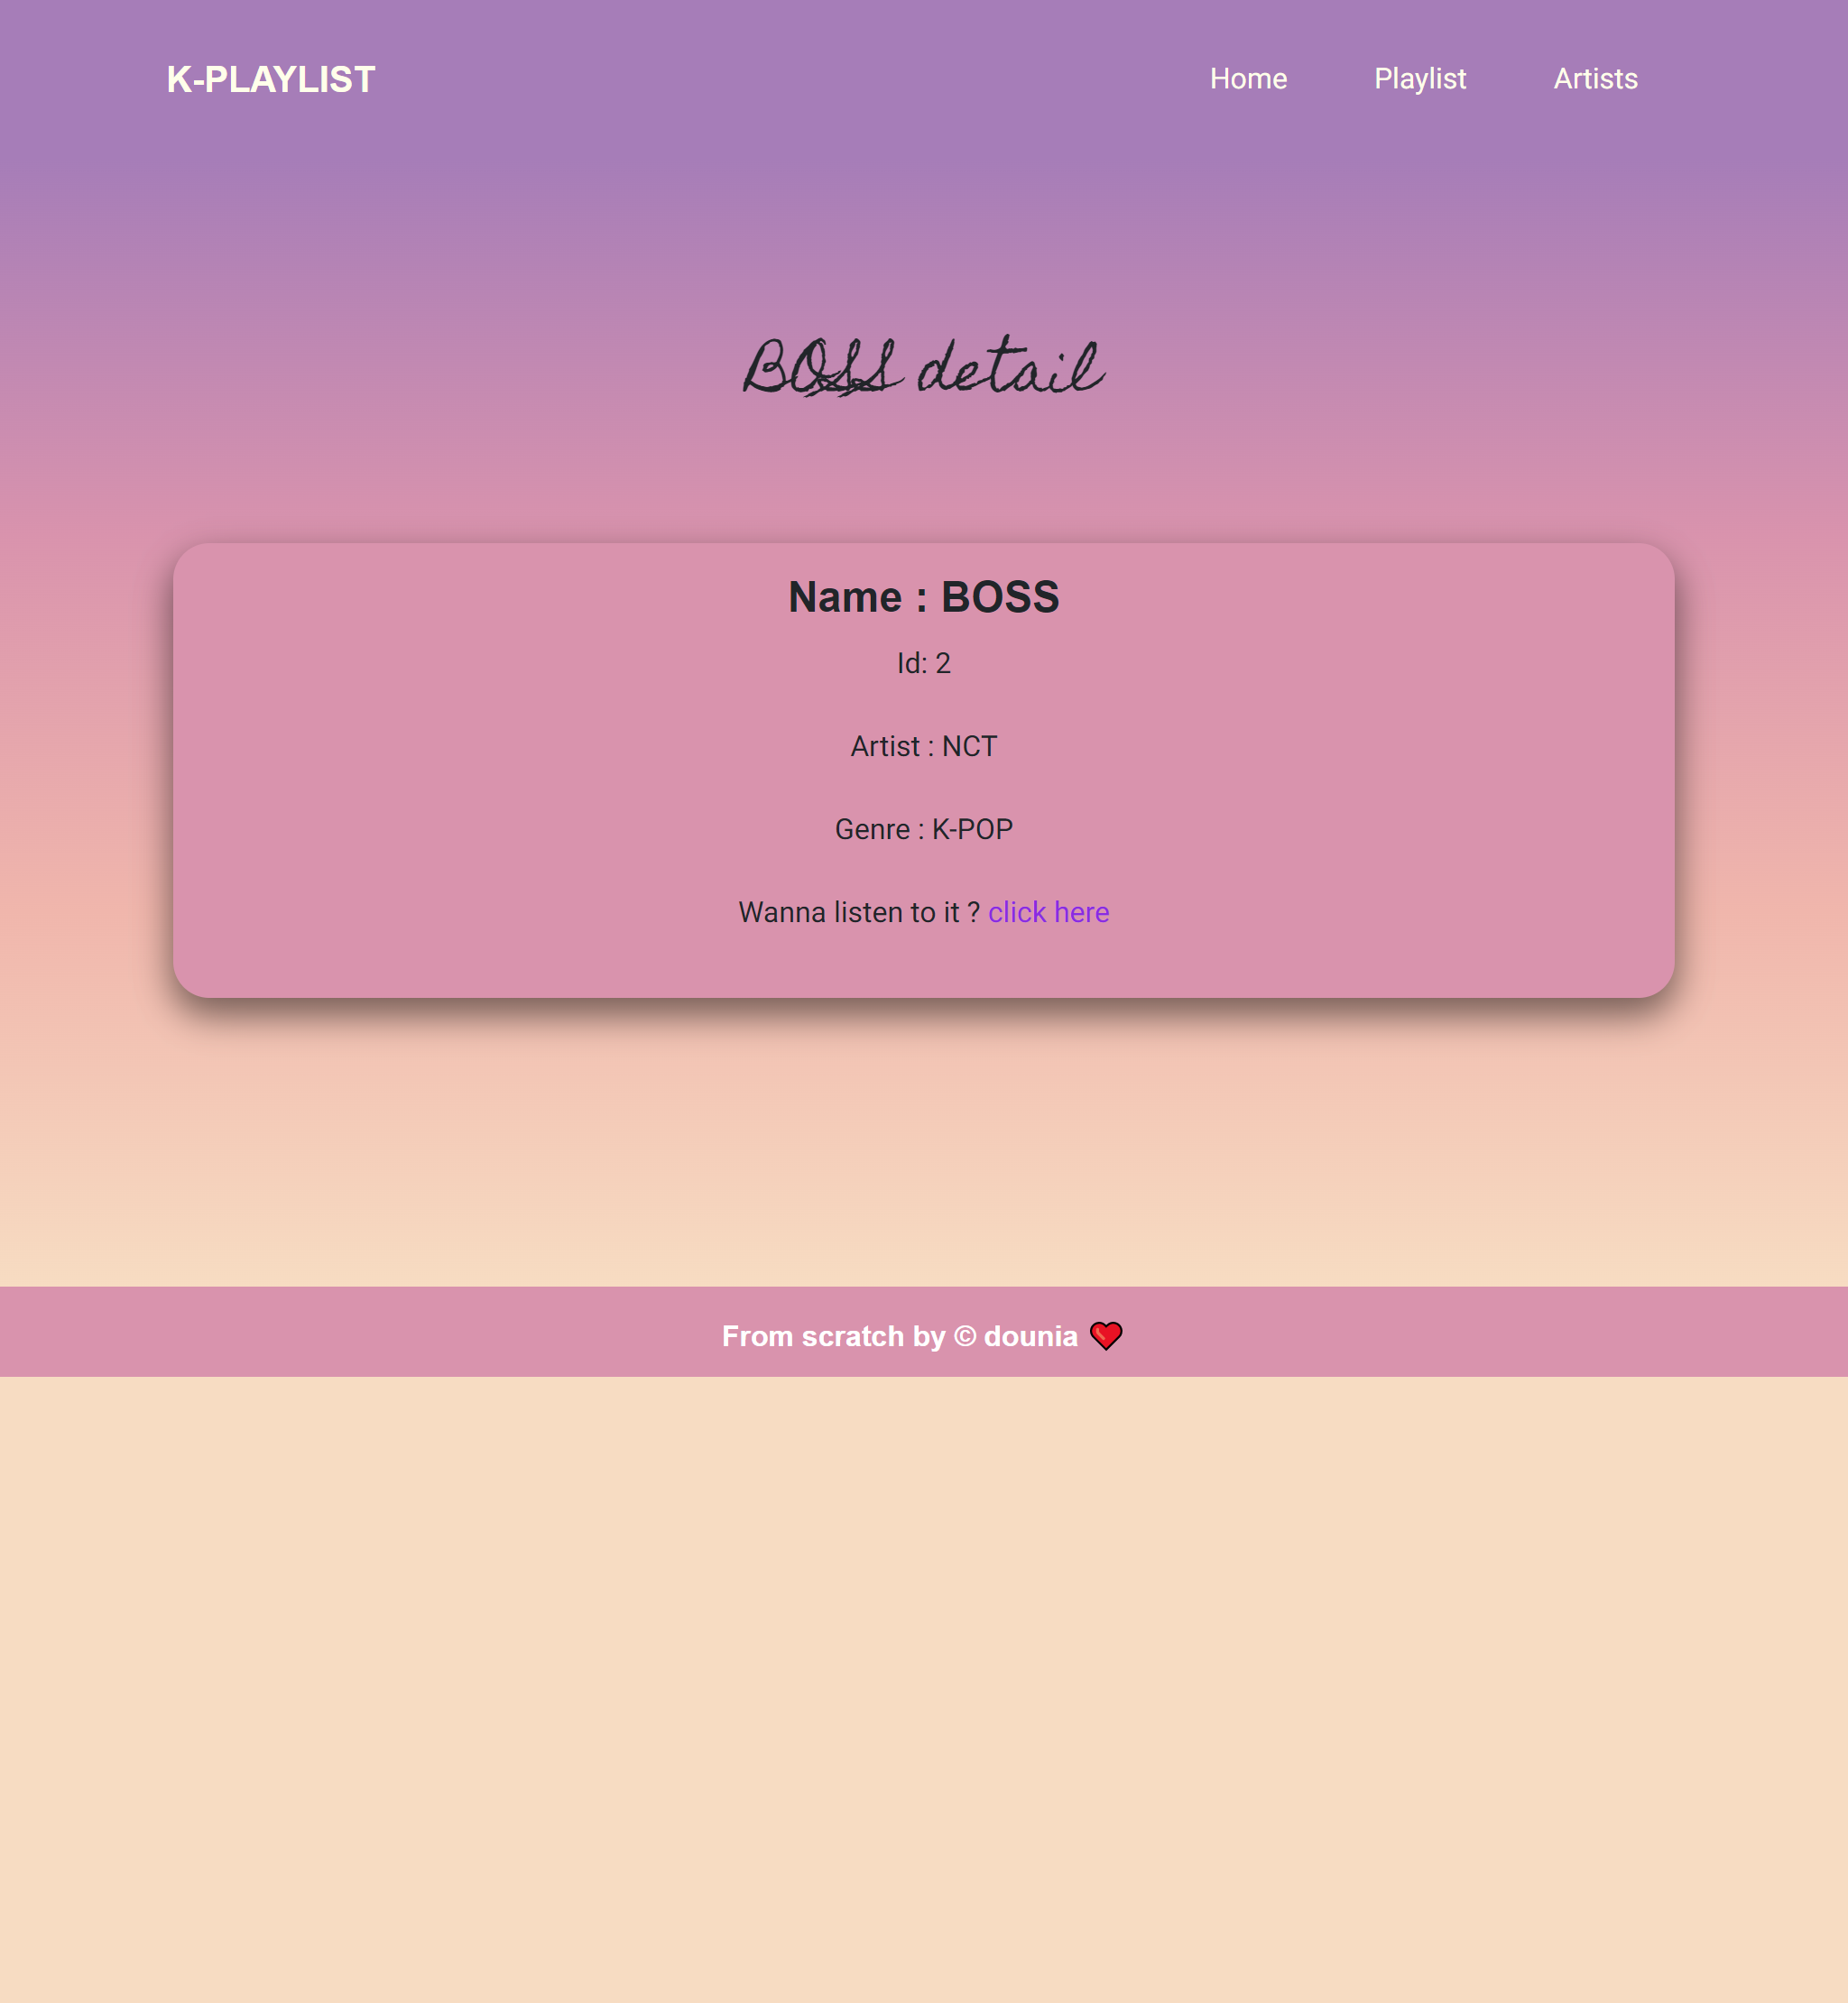 K-PLAYLIST
Home Playlist Artists
BOSS detail
Name : BOSS
Id: 2
Artist : NCT
Genre : K-POP
Wanna listen to it ? click here
From scratch by © dounia